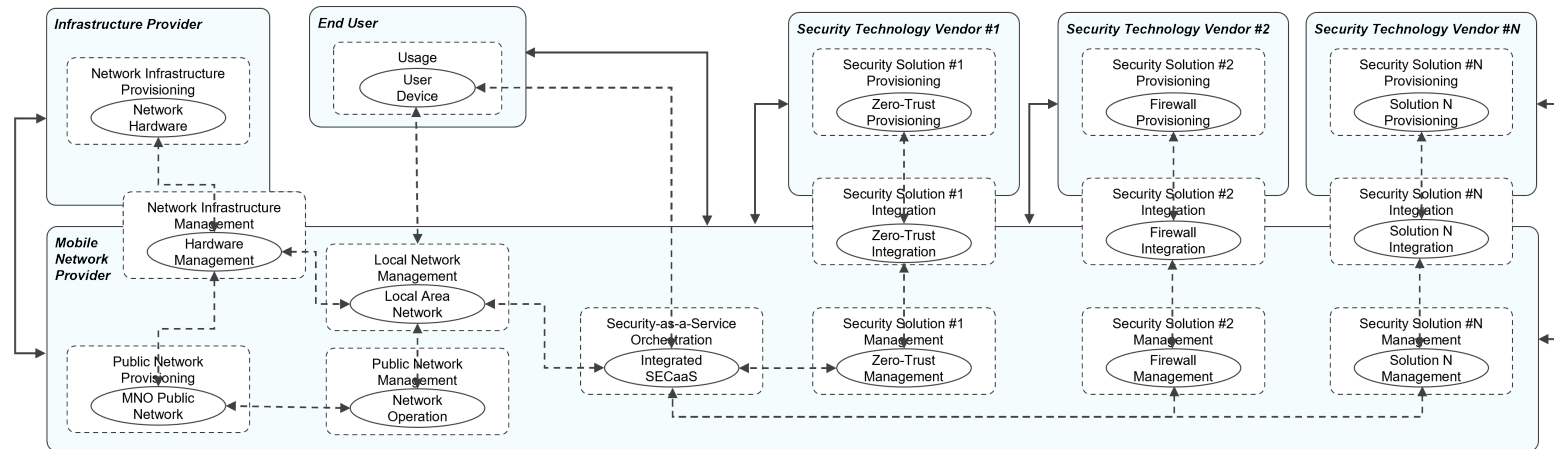 Infrastructure Provider
Network Infrastructure
Provisioning
Network
Hardware
End User
Usage
User
Device
Security Technology Vendor #1
Security Solution #1
Provisioning
Zero-Trust
Provisioning
Security Technology Vendor #2
Security Solution #2
Provisioning
Firewall
Provisioning
Security Technology Vendor #N
Security Solution #N
Provisioning
Solution N
Provisioning
Network Infrastructure
Management
Hardware
Management
Security Solution #1
Integration
Zero-Trust
Integration
Security Solution #2
Integration
Firewall
Integration
Security Solution #N
Integration
Solution N
Integration
Mobile
Network
Provider
Local Network
Management
Local Area
Network
Public Network
Provisioning
MNO Public
Network
Public Network
Management
Network
Operation
Security-as-a-Service
Orchestration
Integrated
SECaaS
Security Solution #1
Management
Zero-Trust
Management
Security Solution #2
Management
Firewall
Management
Security Solution #N
Management
Solution N
Management